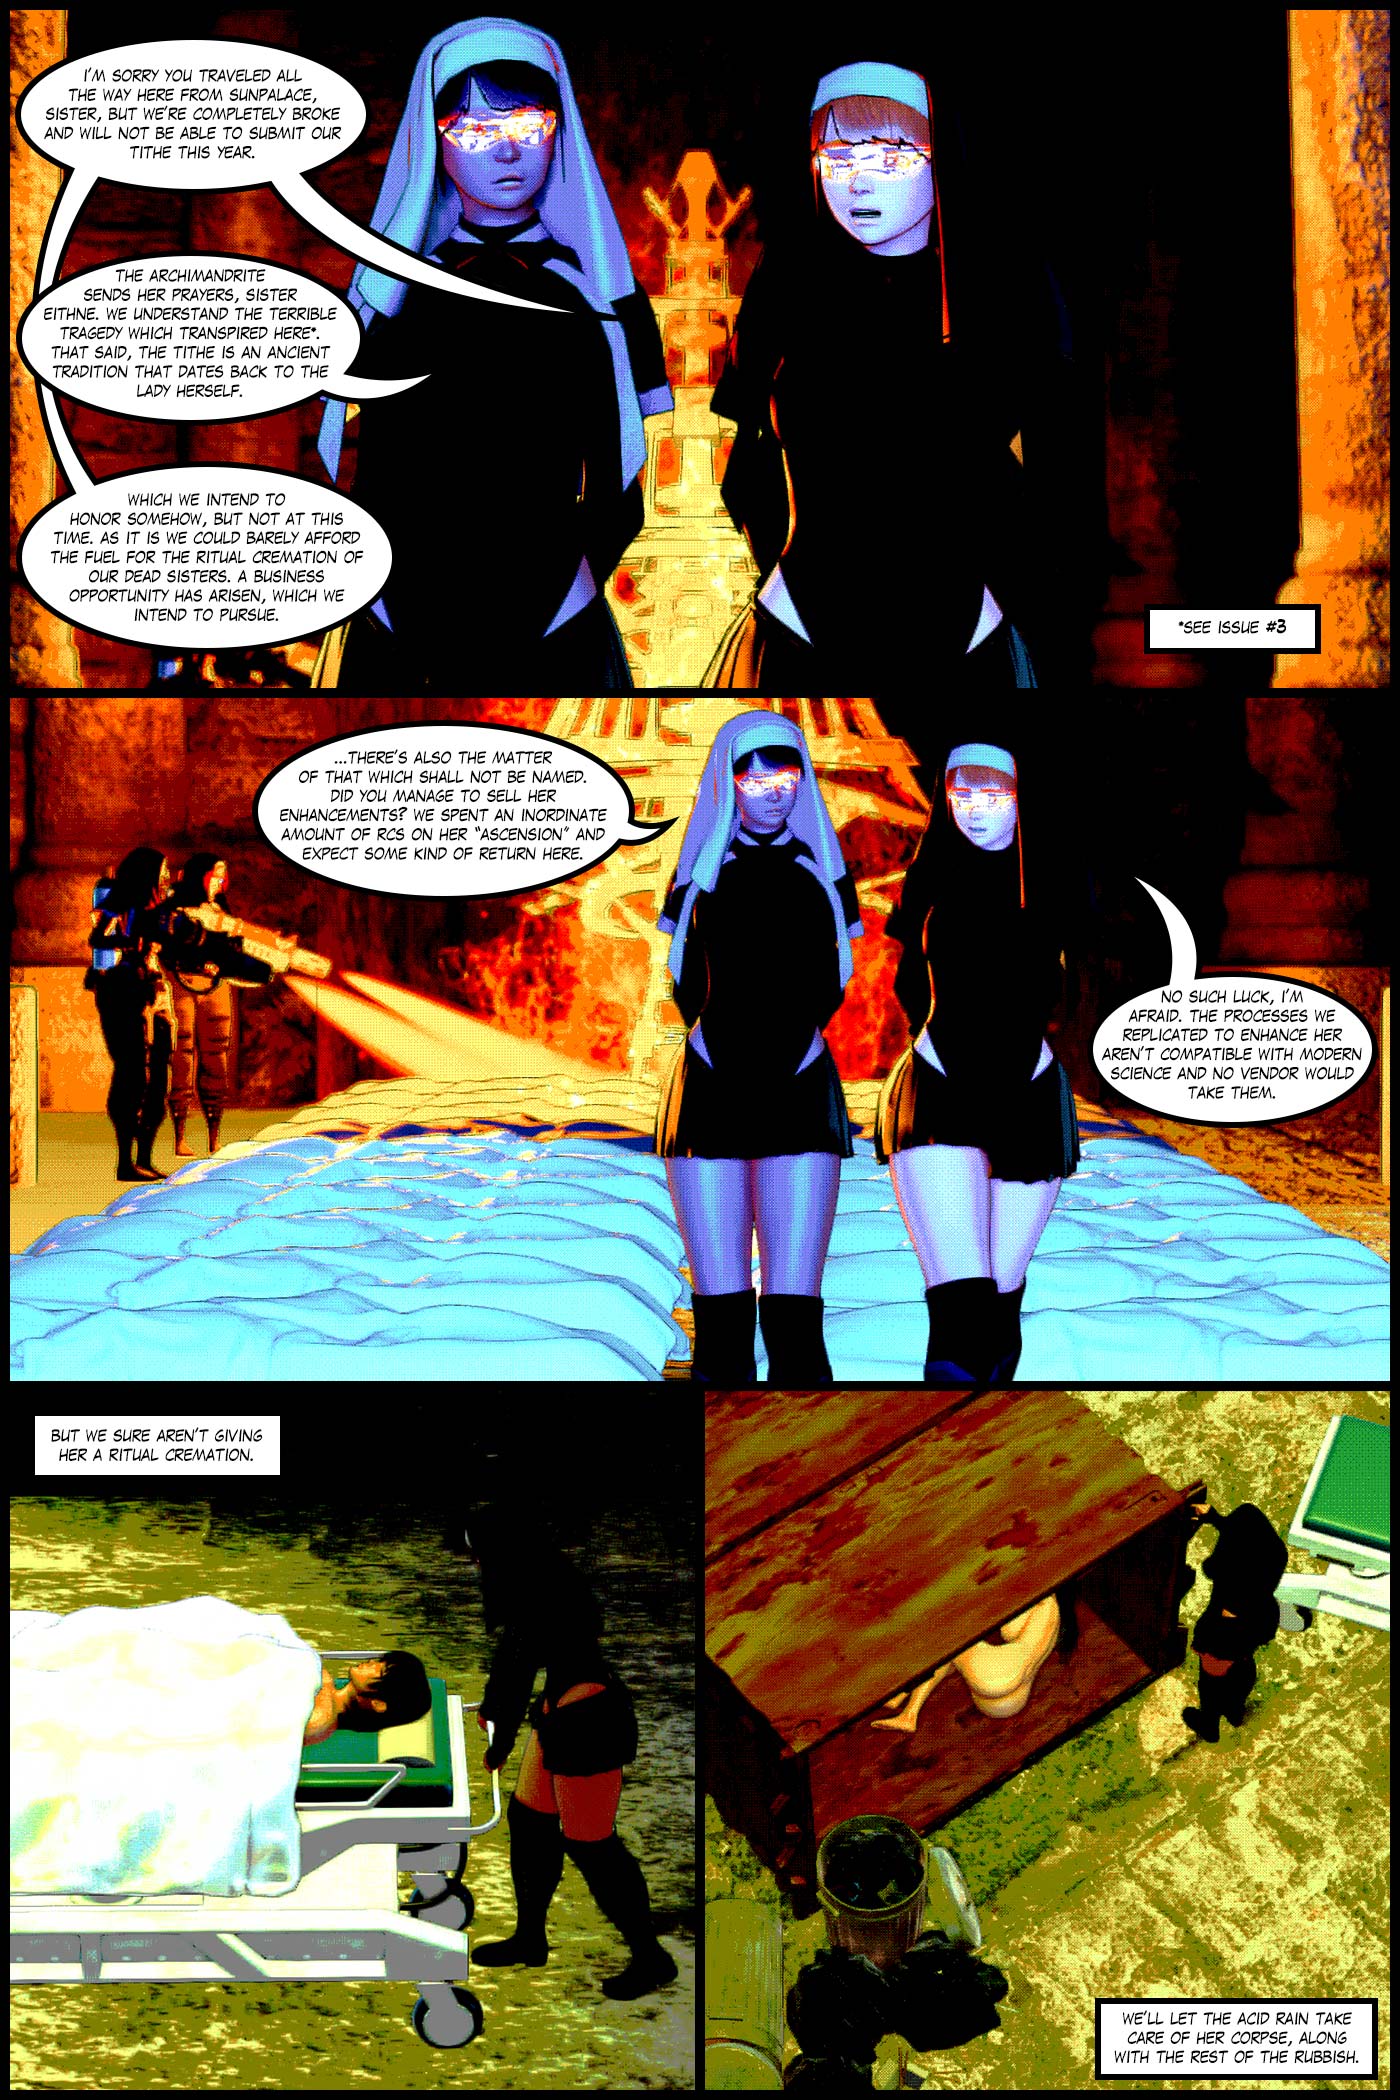 I'M SORRY YOU TRAVELED ALL
THE WAY HERE FROM SUNPALACE,
SISTER, BUT WE'RE COMPLETELY BROKE
AND WILL NOT BE ABLE TO SUBMIT OUR
TITHE THIS YEAR.
THE ARCHIMANDRITE
SENDS HER PRAYERS, SISTER
EITHNE. WE UNDERSTAND THE TERRIBLE
TRAGEDY WHICH TRANSPIRED HERE*.
THAT SAID, THE TITHE IS AN ANCIENT
TRADITION THAT DATES BACK TO THE
LADY HERSELF.
WHICH WE INTEND TO
HONOR SOMEHOW, BUT NOT AT THIS
TIME. AS IT IS WE COULD BARELY AFFORD
THE FUEL FOR THE RITUAL CREMATION OF
OUR DEAD SISTERS. A BUSINESS
OPPORTUNITY HAS ARISEN, WHICH WE
INTEND TO PURSUE.
*SEE ISSUE #3
...THERE'S ALSO THE MATTER
OF THAT WHICH SHALL NOT BE NAMED.
DID YOU MANAGE TO SELL HER
ENHANCEMENTS? WE SPENT AN INORDINATE
AMOUNT OF RCS ON HER "ASCENSION" AND
EXPECT SOME KIND OF RETURN HERE.
NO SUCH LUCK, I'M
AFRAID. THE PROCESSES WE
REPLICATED TO ENHANCE HER
AREN'T COMPATIBLE WITH MODERN
SCIENCE AND NO VENDOR WOULD
TAKE THEM.
BUT WE SURE AREN'T GIVING
HER A RITUAL CREMATION.
WE'LL LET THE ACID RAIN TAKE
CARE OF HER CORPSE, ALONG
WITH THE REST OF THE RUBBISH.